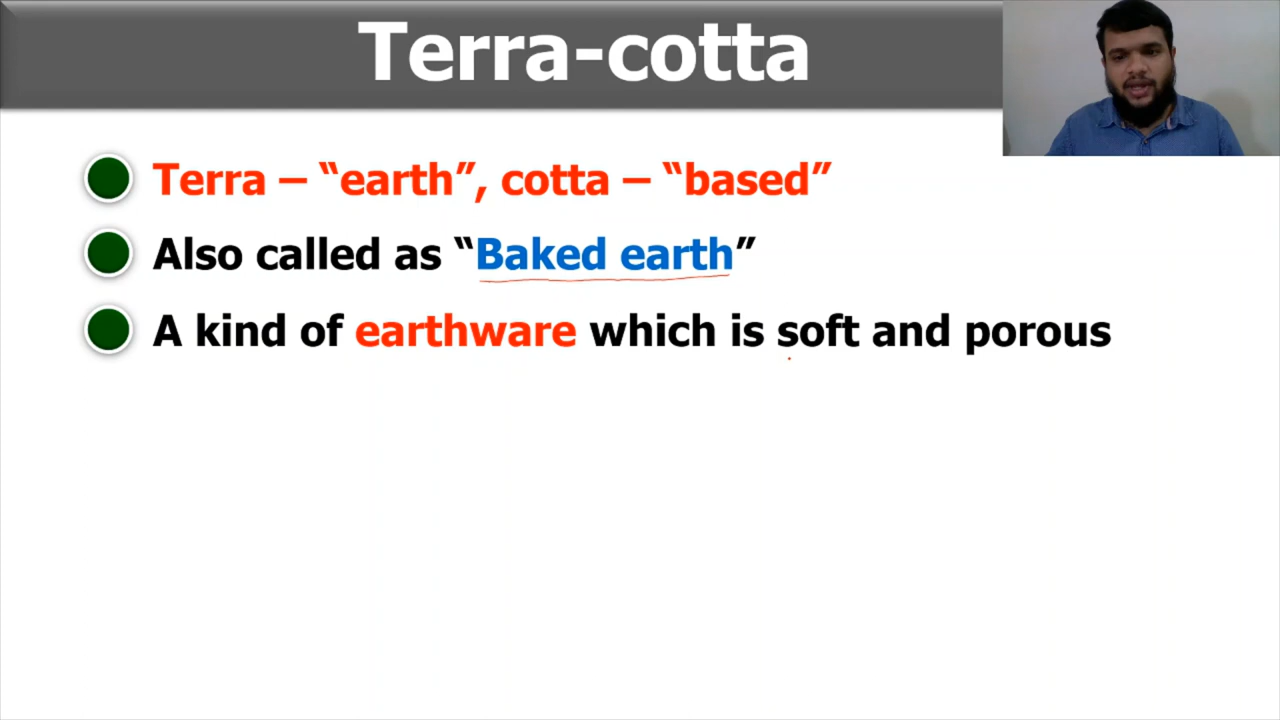 Terra-cotta
Terra – “earth”, cotta – “based”
Also called as “Baked earth”
A kind of earthware which is soft and porous